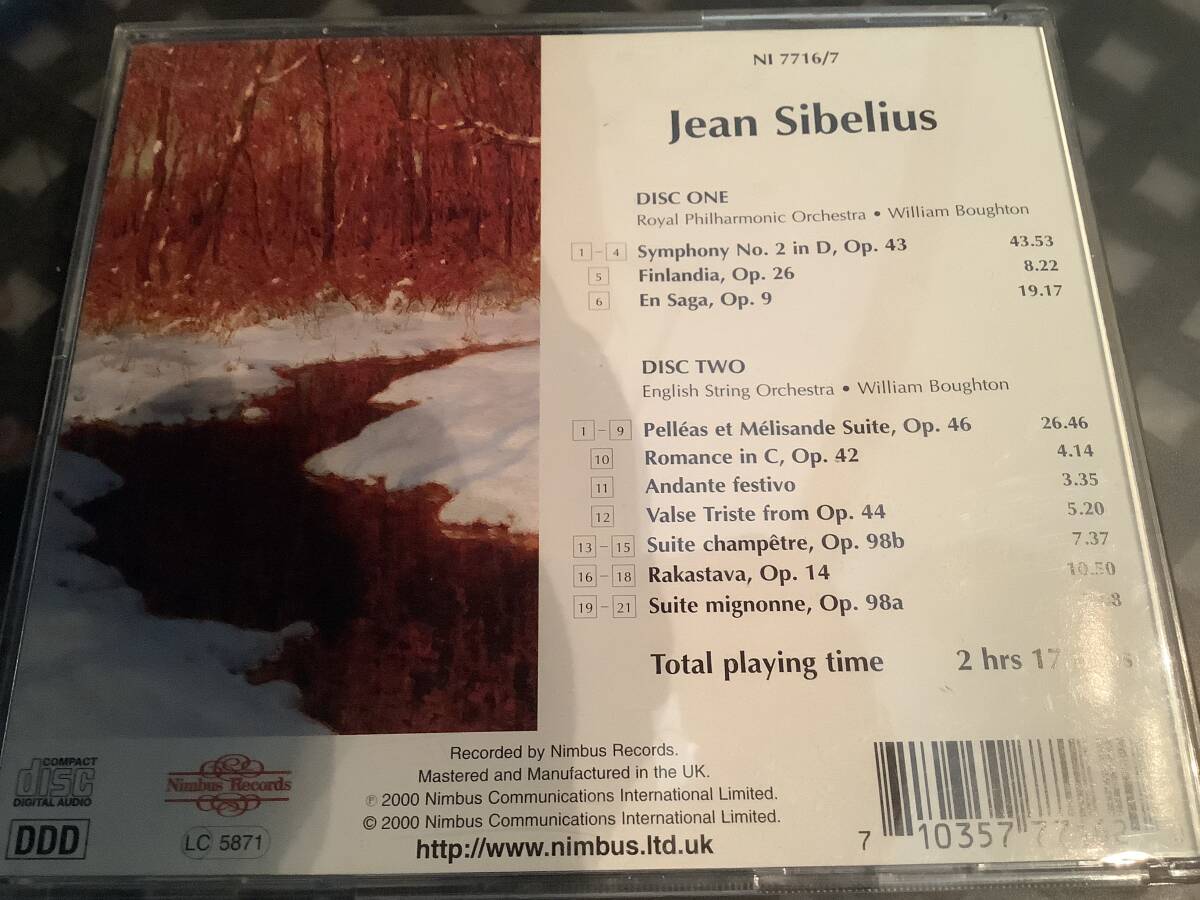 NI 7716/7
Jean Sibelius
DISC ONE
Royal Philharmonic Orchestra • William Boughton
1 – 4 Symphony No. 2 in D, Op. 43 43.53
5 Finlandia, Op. 26 8.22
6 En Saga, Op. 9 19.17
DISC TWO
English String Orchestra • William Boughton
1 – 9 Pelléas et Mélisande Suite, Op. 46 26.46
10 Romance in C, Op. 42 4.14
11 Andante festivo 3.35
12 Valse Triste from Op. 44 5.20
13 – 15 Suite champêtre, Op. 98b 7.37
16 – 18 Rakastava, Op. 14 10.50
19 – 21 Suite mignonne, Op. 98a
Total playing time 2 hrs 17
COMPACT
disc
DIGITAL AUDIO
DDD
Nimbus Records
LC 5871
Recorded by Nimbus Records.
Mastered and Manufactured in the UK.
℗ 2000 Nimbus Communications International Limited.
© 2000 Nimbus Communications International Limited.
http://www.nimbus.ltd.uk
7 10357